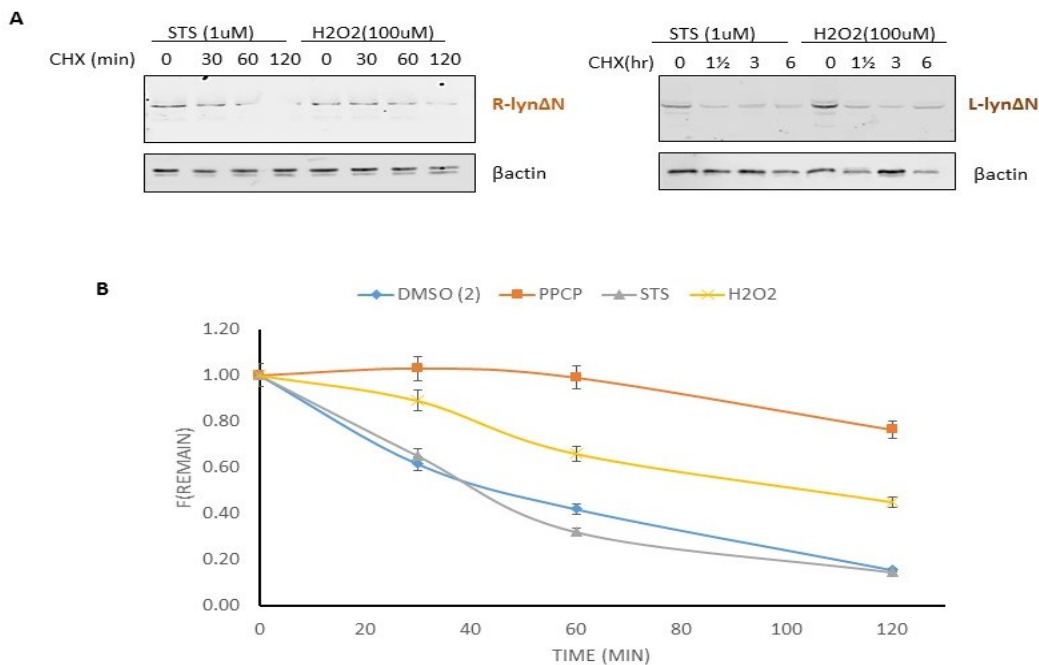 A
STS (1uM) H2O2(100uM)
CHX (min) 0 30 60 120 0 30 60 120
R-lynΔN
βactin
STS (1uM) H2O2(100uM)
CHX(hr) 0 1½ 3 6 0 1½ 3 6
L-lynΔN
βactin
B
DMSO (2) PPCP STS H2O2
1.20
1.00
0.80
0.60
0.40
0.20
0.00
F(REMAIN)
0 20 40 60 80 100 120
TIME (MIN)